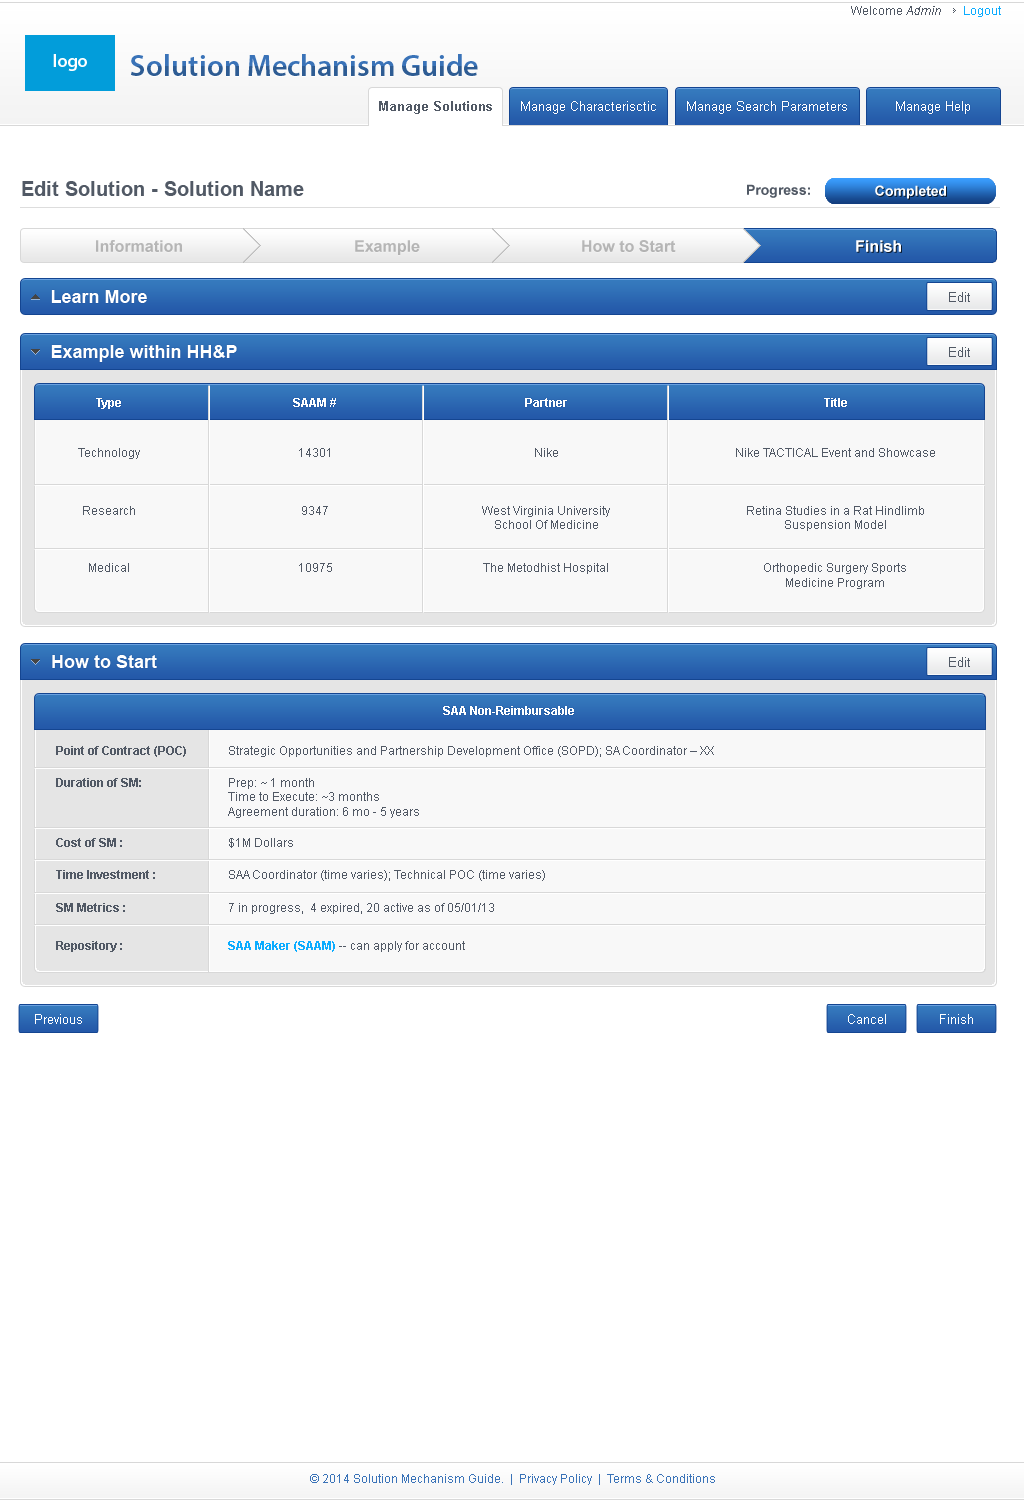 Welcome Admin › Logout
logo
Solution Mechanism Guide
Manage Solutions
Manage Characterisctic
Manage Search Parameters
Manage Help
Edit Solution - Solution Name
Progress:
Completed
Information
Example
How to Start
Finish
Learn More
Edit
Example within HH&P
Edit
Type
SAAM #
Partner
Title
Technology
14301
Nike
Nike TACTICAL Event and Showcase
Research
9347
West Virginia University
School Of Medicine
Retina Studies in a Rat Hindlimb
Suspension Model
Medical
10975
The Metodhist Hospital
Orthopedic Surgery Sports
Medicine Program
How to Start
Edit
SAA Non-Reimbursable
Point of Contract (POC)
Strategic Opportunities and Partnership Development Office (SOPD); SA Coordinator – XX
Duration of SM:
Prep: ~ 1 month
Time to Execute: ~3 months
Agreement duration: 6 mo - 5 years
Cost of SM :
$1M Dollars
Time Investment :
SAA Coordinator (time varies); Technical POC (time varies)
SM Metrics :
7 in progress,  4 expired, 20 active as of 05/01/13
Repository :
SAA Maker (SAAM) -- can apply for account
Previous
Cancel
Finish
© 2014 Solution Mechanism Guide. | Privacy Policy | Terms & Conditions